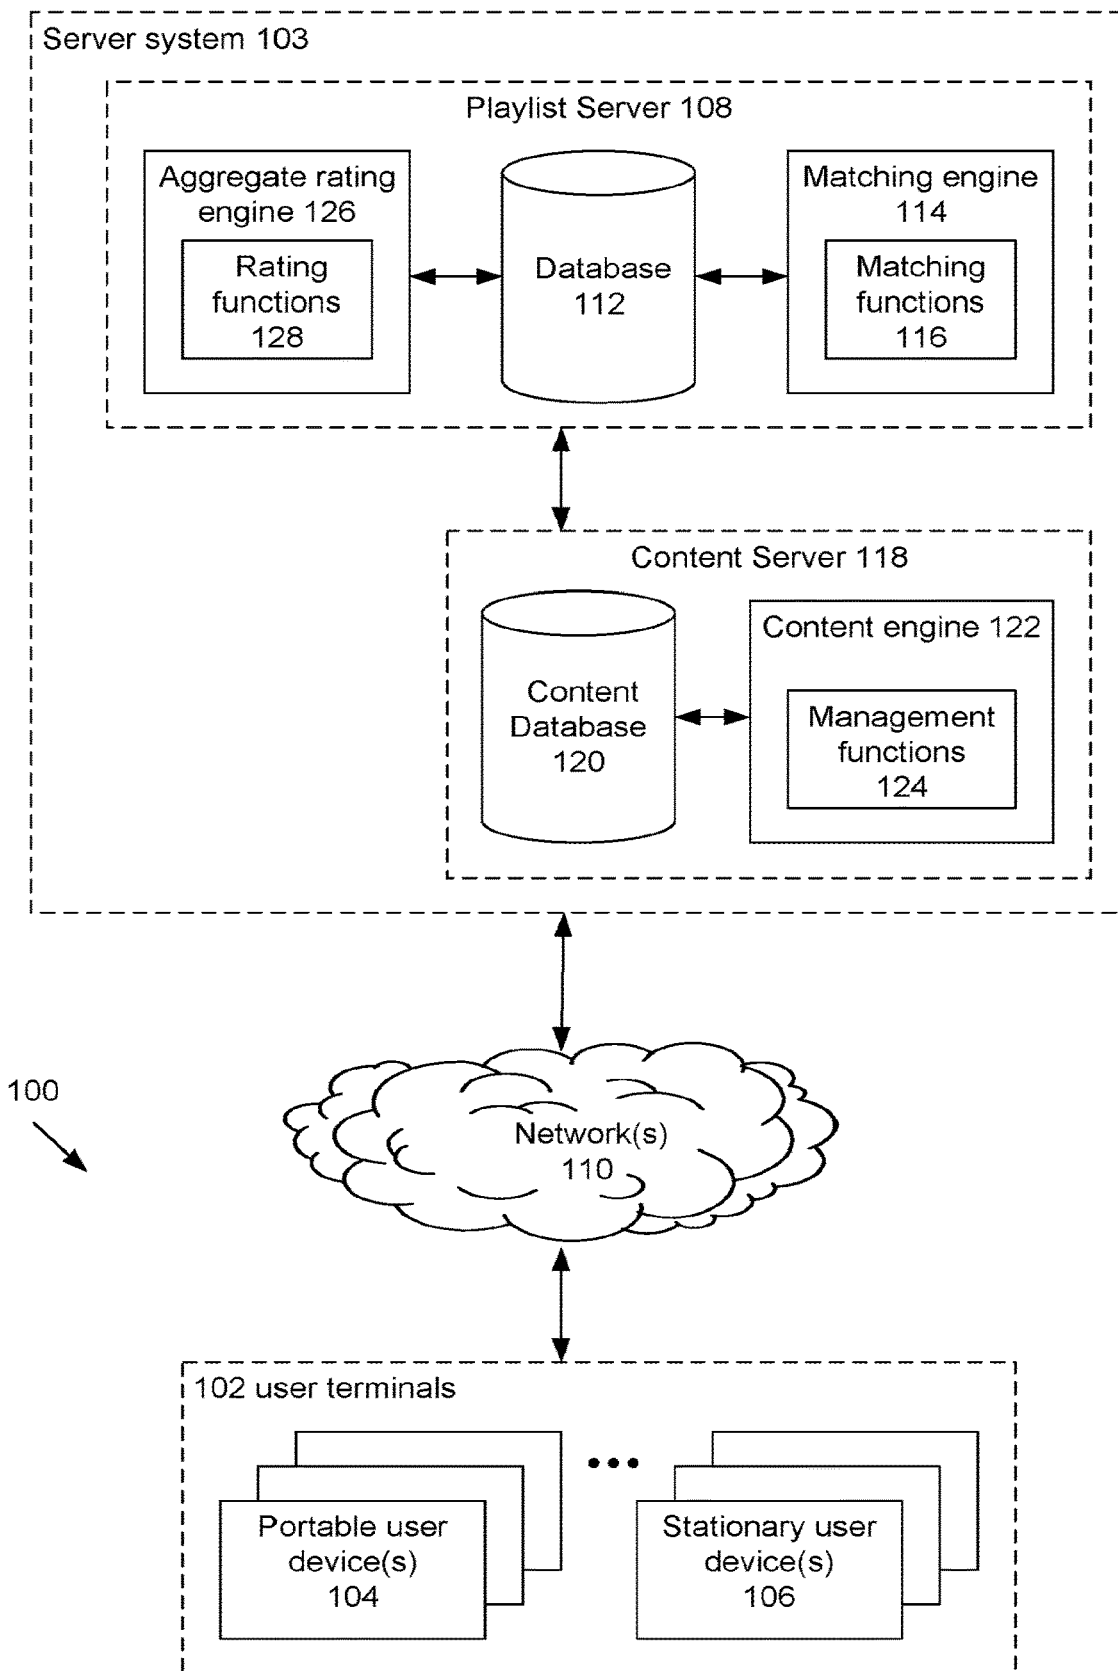 Server system 103
Playlist Server 108
Aggregate rating
engine 126
Rating
functions
128
Database
112
Matching engine
114
Matching
functions
116
Content Server 118
Content
Database
120
Content engine 122
Management
functions
124
100
Network(s)
110
102 user terminals
Portable user
device(s)
104
Stationary user
device(s)
106